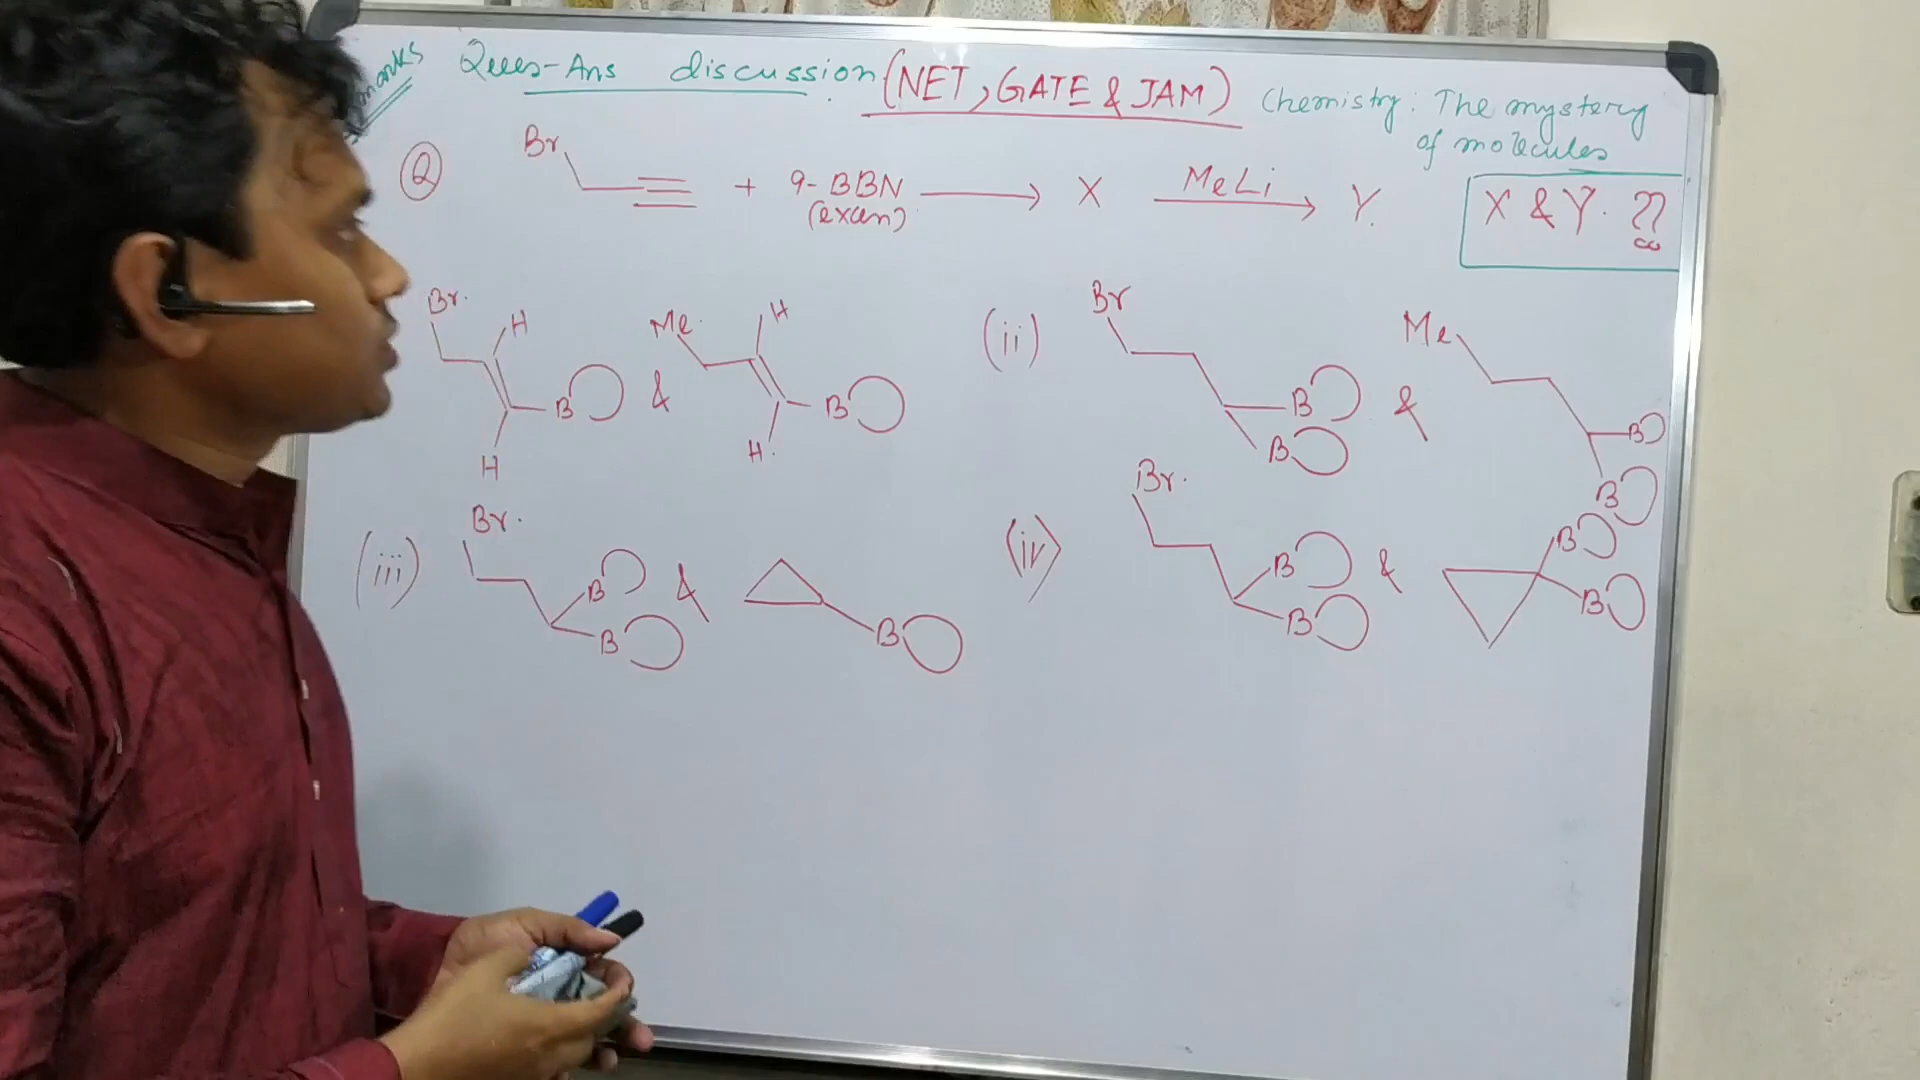 marks
Ques-Ans discussion (NET, GATE & JAM)
Chemistry: The mystery
of molecules
Q
Br
+ 9-BBN
X
MeLi
Y.
X & Y. ??
Br.
H
B
H
&
Me.
H
B
H.
(ii)
Br
B
B
&
Me
B
B
(iii)
Br.
B
B
&
B
(iv)
Br.
B
B
&
B
B